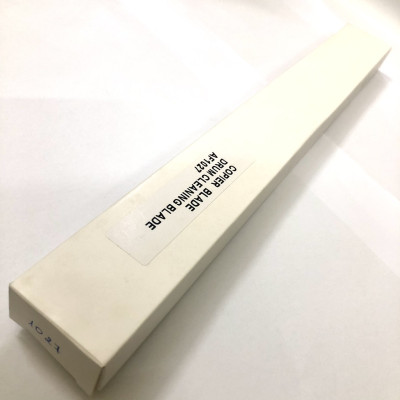 COPIER BLADE
DRUM CLEANING BLADE
AF1027
1027